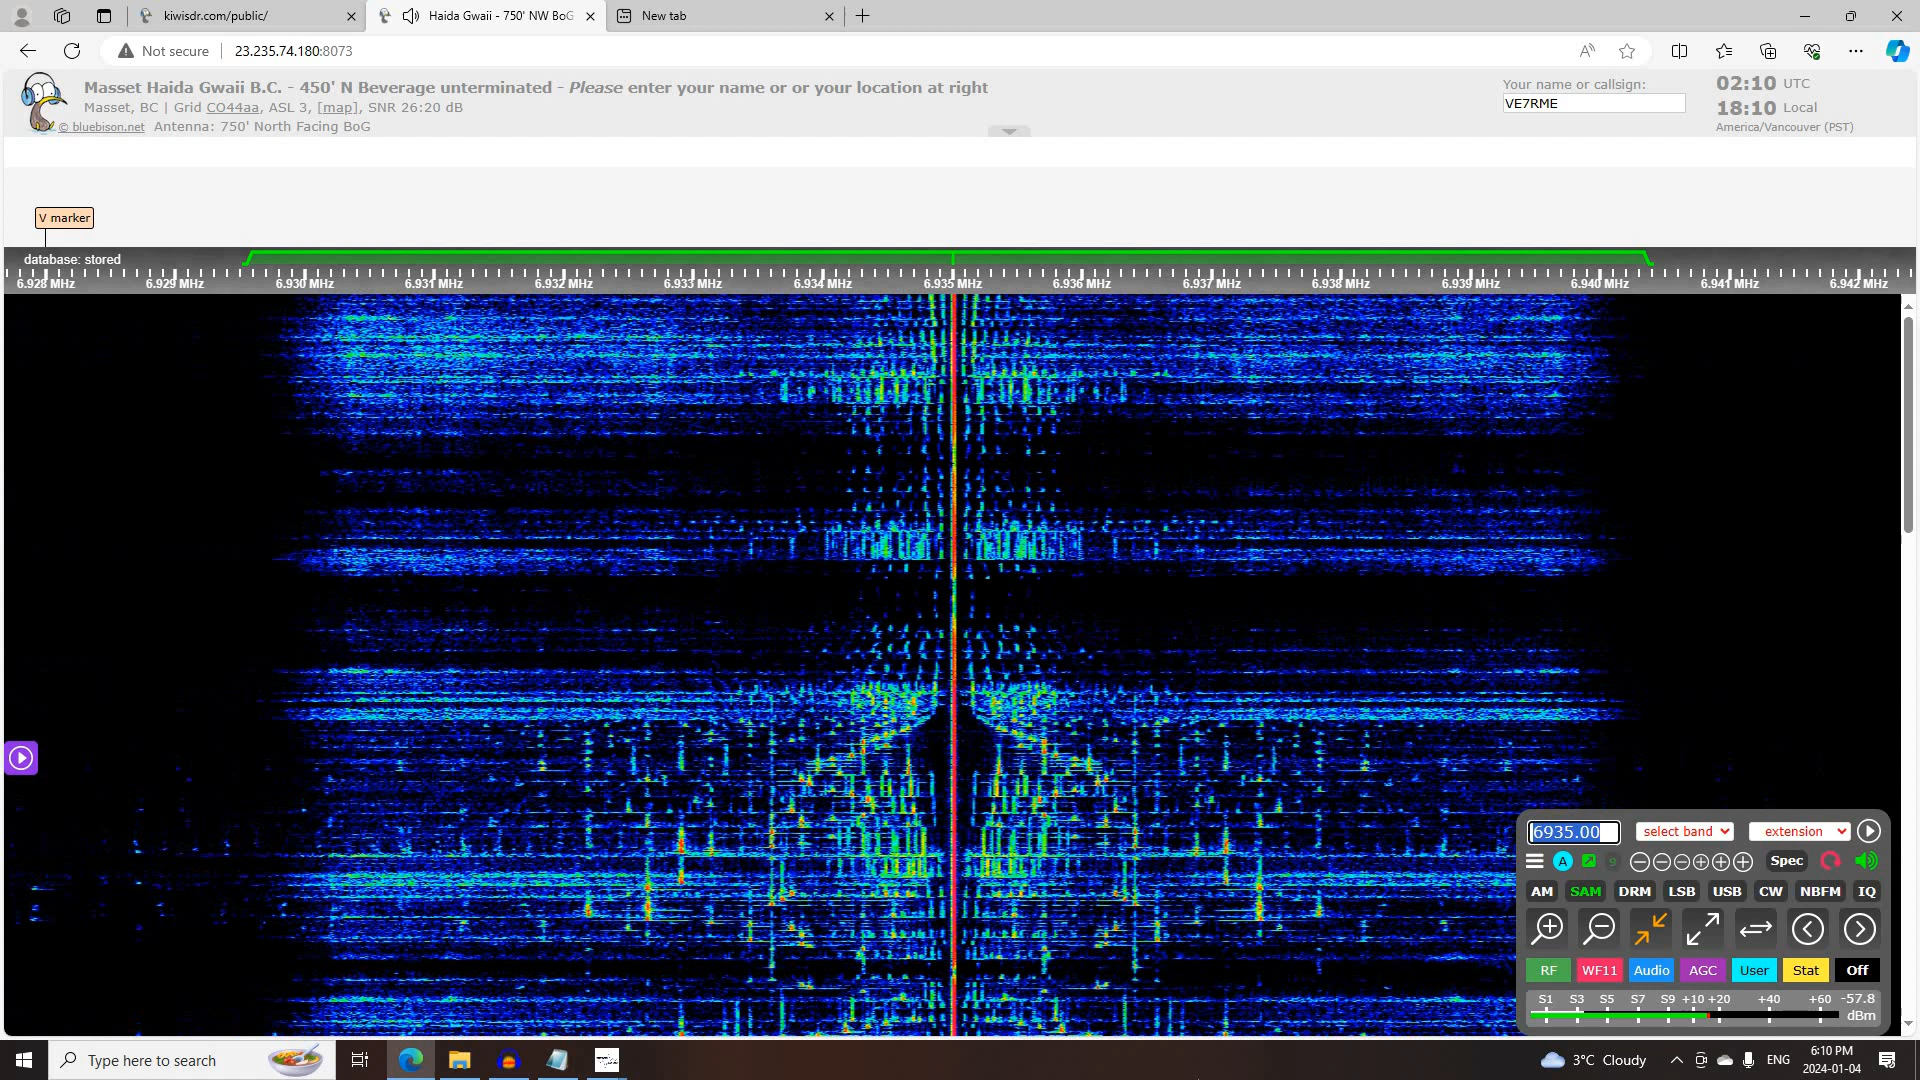 kiwisdr.com/public/
Haida Gwaii - 750' NW BoG
New tab
Not secure
23.235.74.180:8073
Masset Haida Gwaii B.C. - 450' N Beverage unterminated - Please enter your name or or your location at right
Masset, BC | Grid CO44aa, ASL 3, [map], SNR 26:20 dB
© bluebison.net Antenna: 750' North Facing BoG
Your name or callsign:
VE7RME
02:10 UTC
18:10 Local
America/Vancouver (PST)
V marker
database: stored
6.928 MHz 6.929 MHz 6.930 MHz 6.931 MHz 6.932 MHz 6.933 MHz 6.934 MHz 6.935 MHz 6.936 MHz 6.937 MHz 6.938 MHz 6.939 MHz 6.940 MHz 6.941 MHz 6.942 MHz
6935.00 select band extension
A 9 Spec
AM SAM DRM LSB USB CW NBFM IQ
RF WF11 Audio AGC User Stat Off
S1 S3 S5 S7 S9 +10 +20 +40 +60 -57.8
dBm
Type here to search
3°C Cloudy
ENG
6:10 PM
2024-01-04